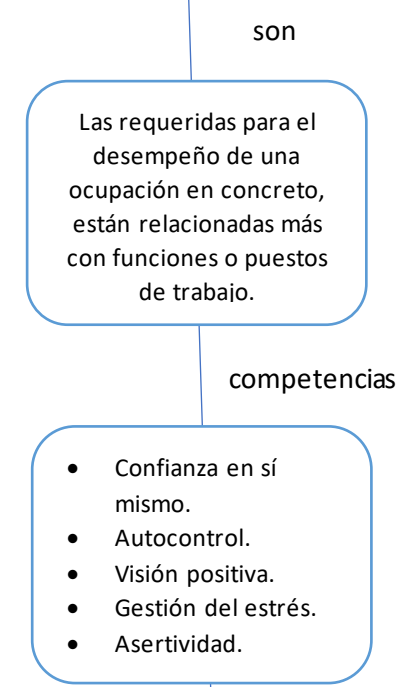 son
Las requeridas para el
desempeño de una
ocupación en concreto,
están relacionadas más
con funciones o puestos
de trabajo.
competencias
• Confianza en sí
mismo.
• Autocontrol.
• Visión positiva.
• Gestión del estrés.
• Asertividad.